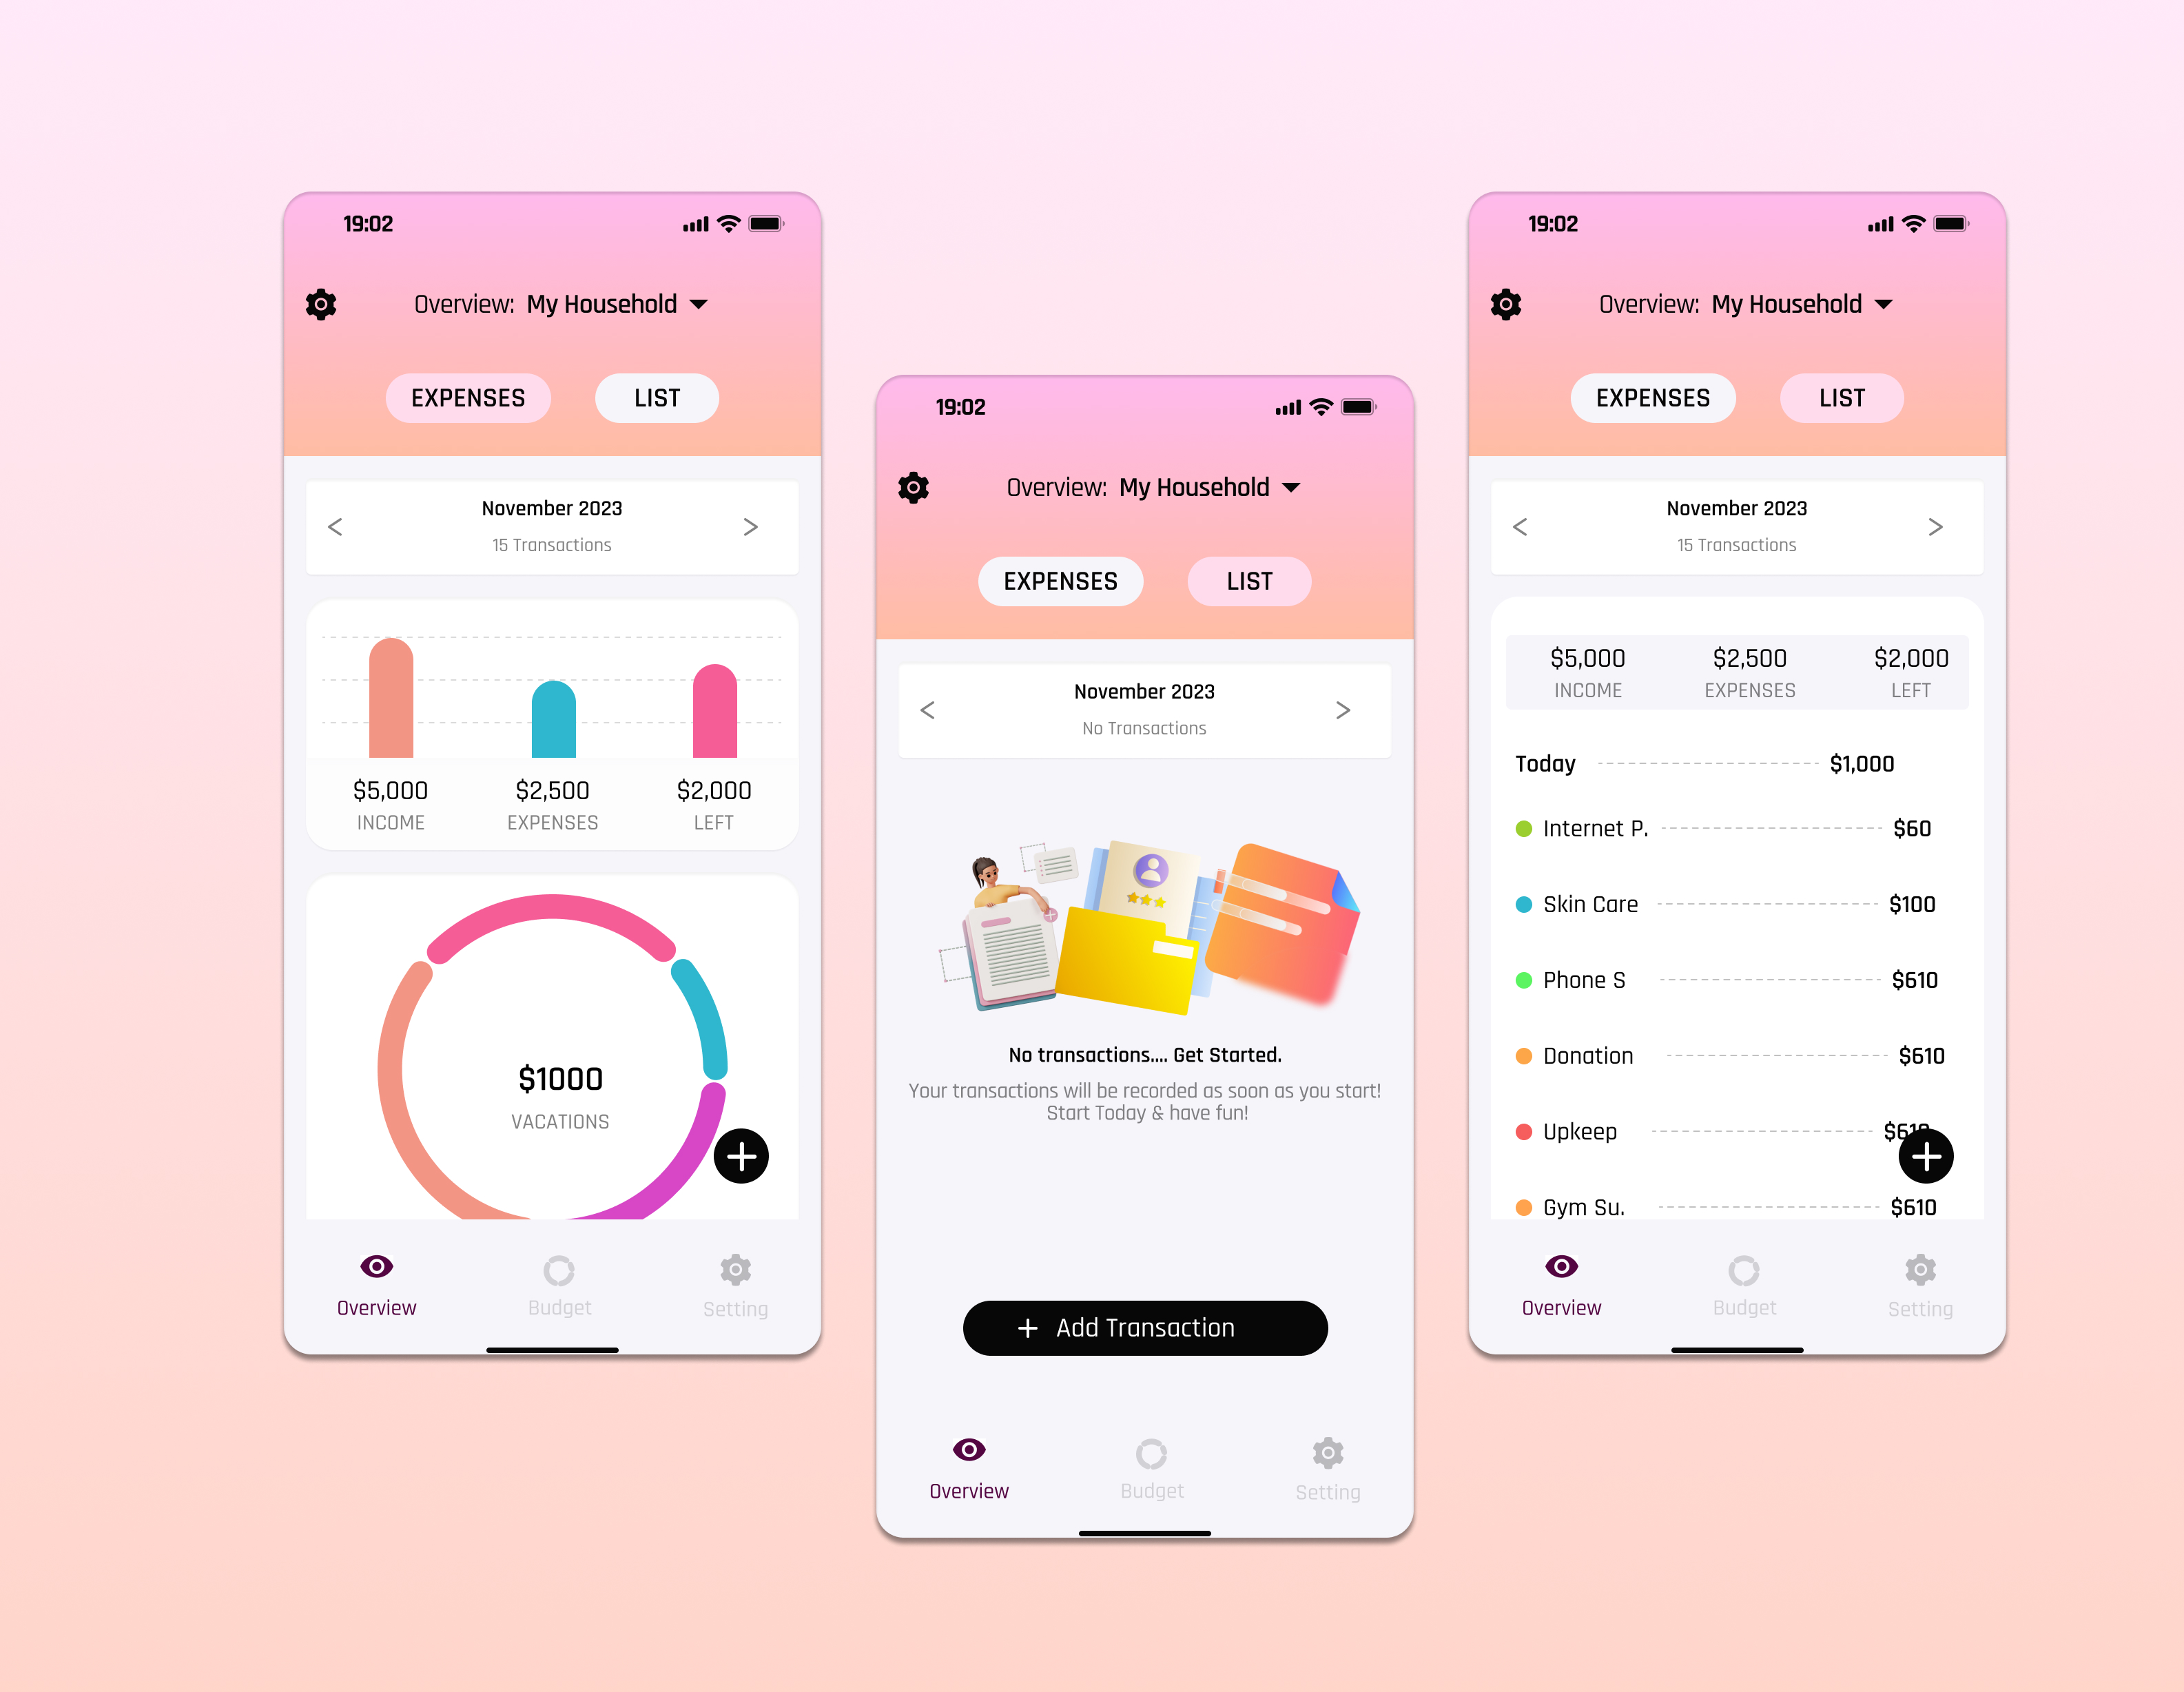 19:02
Overview: My Household
EXPENSES LIST
November 2023
15 Transactions
$5,000 $2,500 $2,000
INCOME EXPENSES LEFT
$1000
VACATIONS
Overview Budget Setting
19:02
Overview: My Household
EXPENSES LIST
November 2023
No Transactions
No transactions.... Get Started.
Your transactions will be recorded as soon as you start!
Start Today & have fun!
Add Transaction
Overview Budget Setting
19:02
Overview: My Household
EXPENSES LIST
November 2023
15 Transactions
$5,000 $2,500 $2,000
INCOME EXPENSES LEFT
Today $1,000
Internet P. $60
Skin Care $100
Phone S $610
Donation $610
Upkeep
Gym Su. $610
Overview Budget Setting